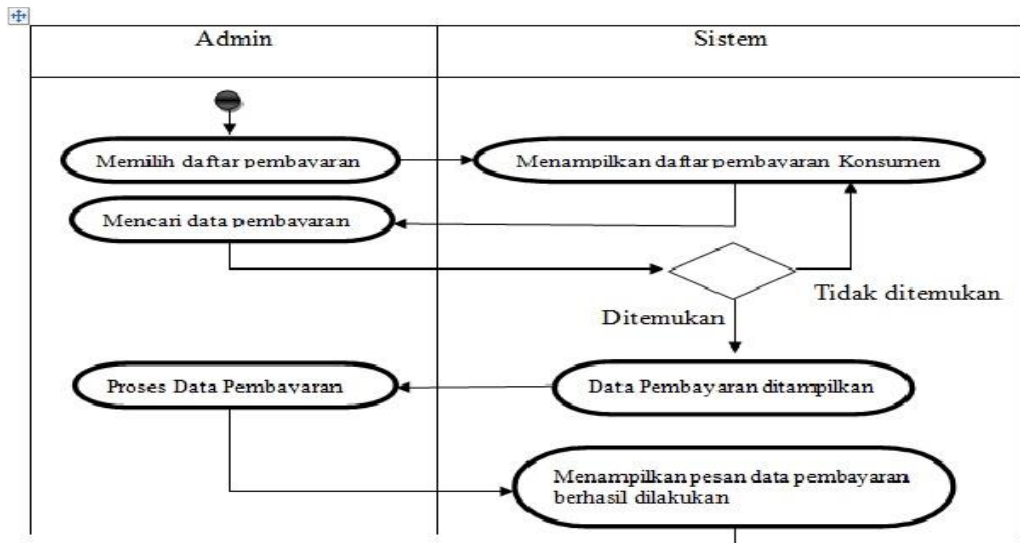 Admin
Sistem
Memilih daftar pembayaran
Menampilkan daftar pembayaran Konsumen
Mencari data pembayaran
Tidak ditemukan
Ditemukan
Proses Data Pembayaran
Data Pembayaran ditampilkan
Menampilkan pesan data pembayaran
berhasil dilakukan